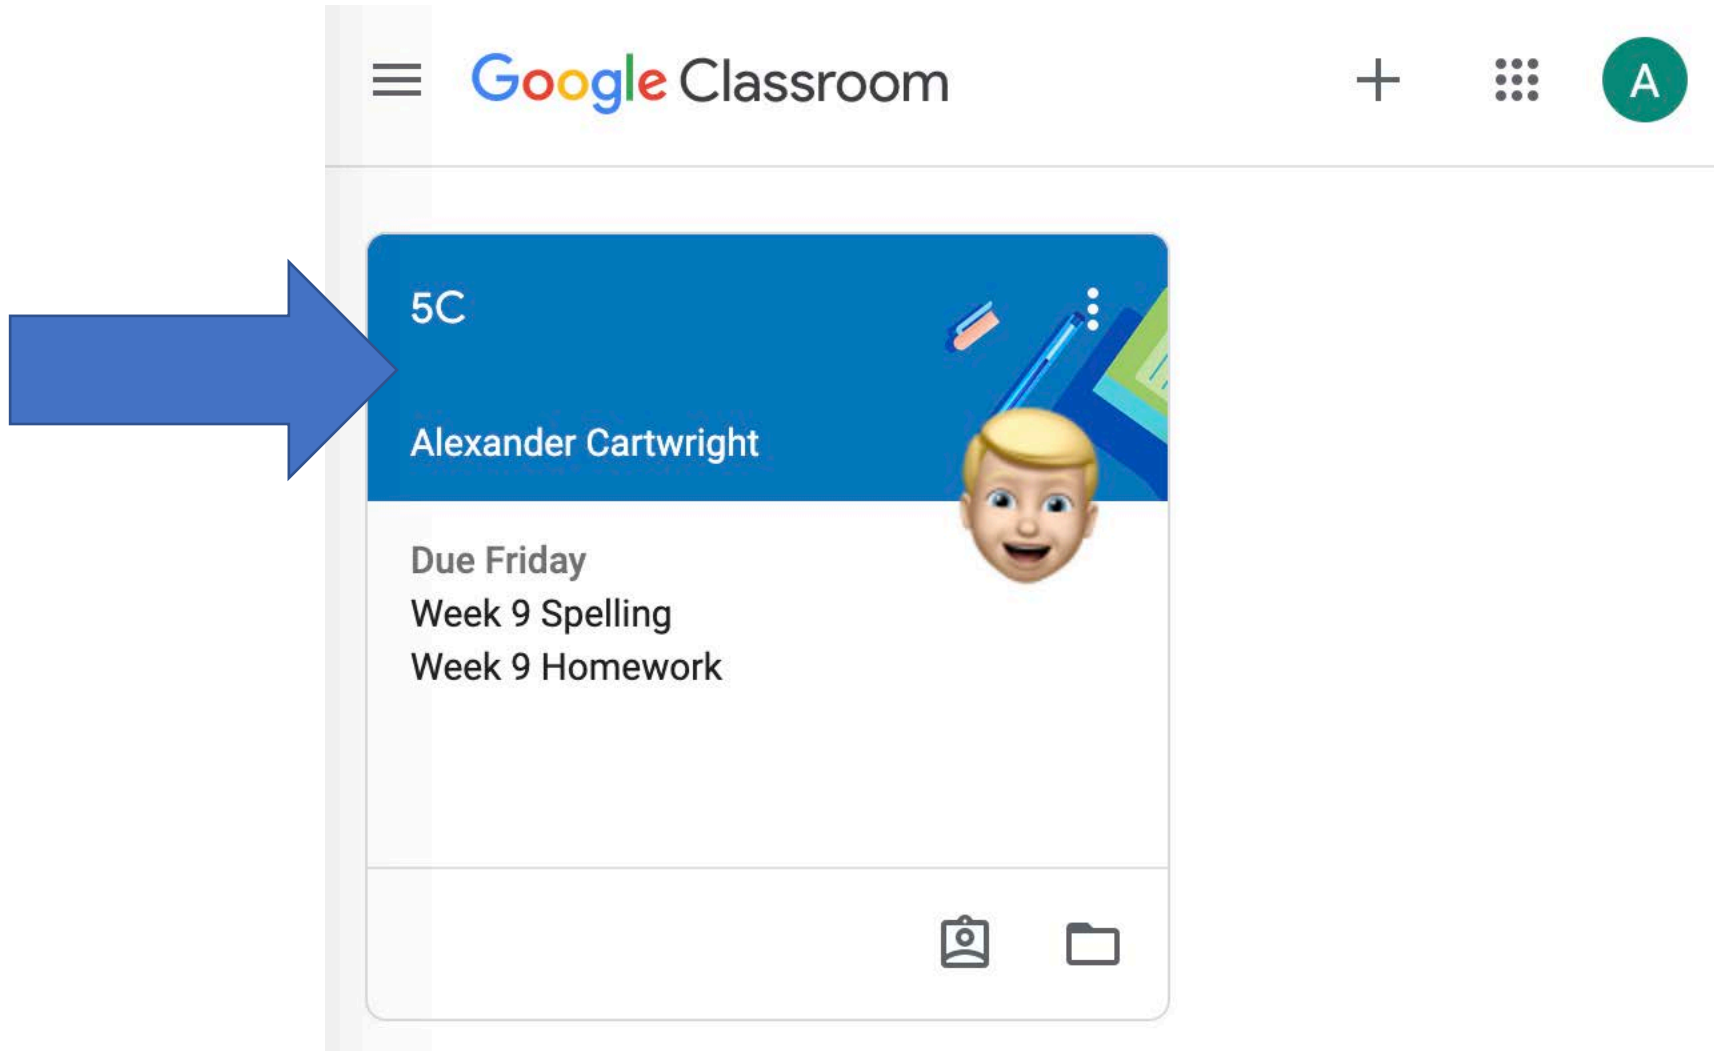 Google Classroom
A
5C
Alexander Cartwright
Due Friday
Week 9 Spelling
Week 9 Homework